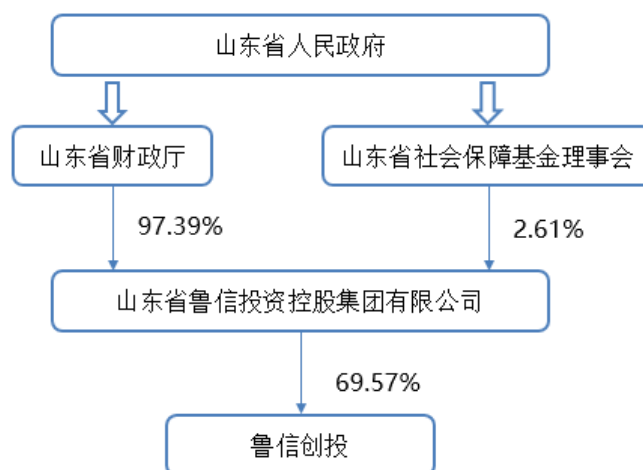 山东省人民政府
山东省财政厅
山东省社会保障基金理事会
97.39%
2.61%
山东省鲁信投资控股集团有限公司
69.57%
鲁信创投